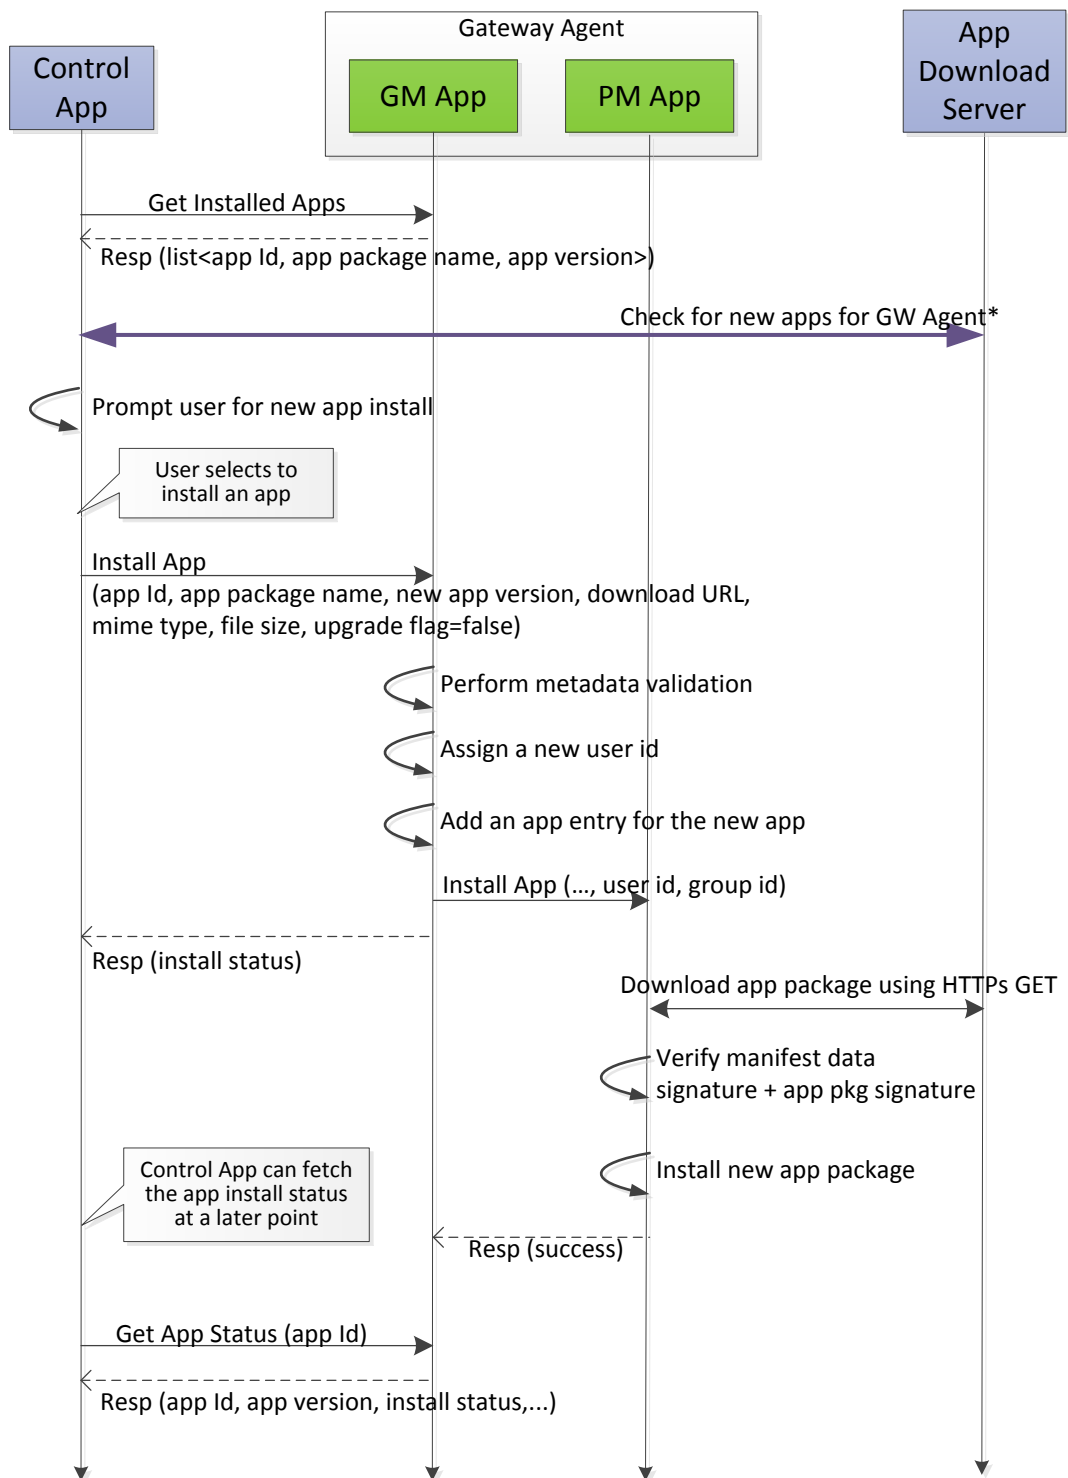 Gateway Agent
Control
App
GM App
PM App
App
Download
Server
Get Installed Apps
Resp (list<app Id, app package name, app version>)
Check for new apps for GW Agent*
Prompt user for new app install
User selects to
install an app
Install App
(app Id, app package name, new app version, download URL,
mime type, file size, upgrade flag=false)
Perform metadata validation
Assign a new user id
Add an app entry for the new app
Install App (…, user id, group id)
Resp (install status)
Download app package using HTTPs GET
Verify manifest data
signature + app pkg signature
Control App can fetch
the app install status
at a later point
Install new app package
Resp (success)
Get App Status (app Id)
Resp (app Id, app version, install status,...)